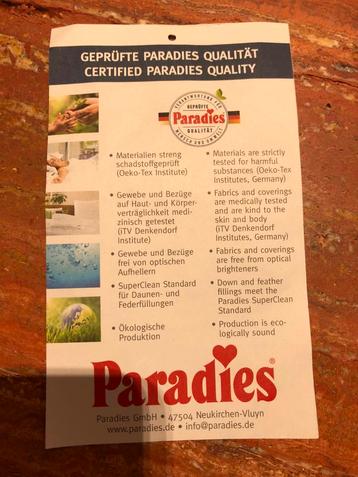 GEPRÜFTE PARADIES QUALITÄT
CERTIFIED PARADIES QUALITY
VERANTWORTUNG FÜR
GEPRÜFTE
Paradies
QUALITÄT
MENSCH UND UMWELT
• Materialien streng
schadstoffgeprüft
(Oeko-Tex
Institute)
• Gewebe und Bezüge
auf Haut- und Körper-
verträglichkeit medi-
zinisch getestet
(iTV Denkendorf
Institute)
• Gewebe und Bezüge
frei von optischen
Aufhellern
• SuperClean Standard
für Daunen- und
Federfüllungen
• Ökologische
Produktion
• Materials are strictly
tested for harmful
substances (Oeko-Tex
Institutes, Germany)
• Fabrics and coverings
are medically tested
and are kind to the
skin and body
(iTV Denkendorf
Institutes, Germany)
• Fabrics and coverings
are free from optical
brighteners
• Down and feather
fillings meet the
Paradies SuperClean
Standard
• Production is eco-
logically sound
Paradies®
Paradies GmbH • 47504 Neukirchen-Vluyn
www.paradies.de • info@paradies.de